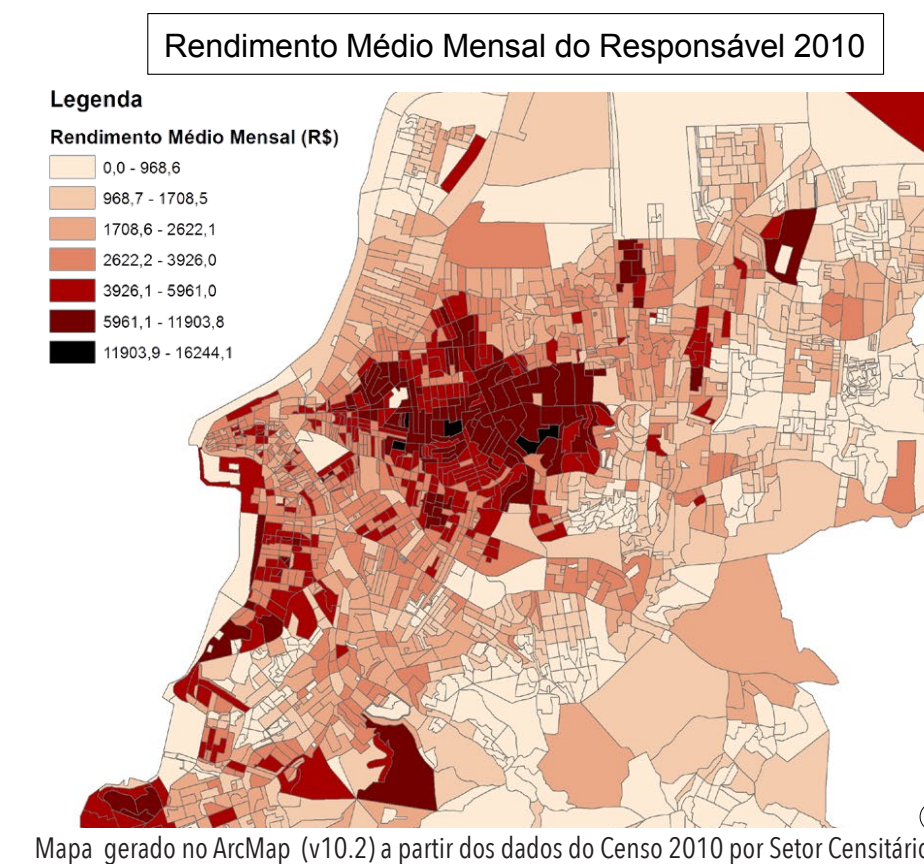 Rendimento Médio Mensal do Responsável 2010
Legenda
Rendimento Médio Mensal (R$)
0,0 - 968,6
968,7 - 1708,5
1708,6 - 2622,1
2622,2 - 3926,0
3926,1 - 5961,0
5961,1 - 11903,8
11903,9 - 16244,1
Mapa gerado no ArcMap (v10.2) a partir dos dados do Censo 2010 por Setor Censitário